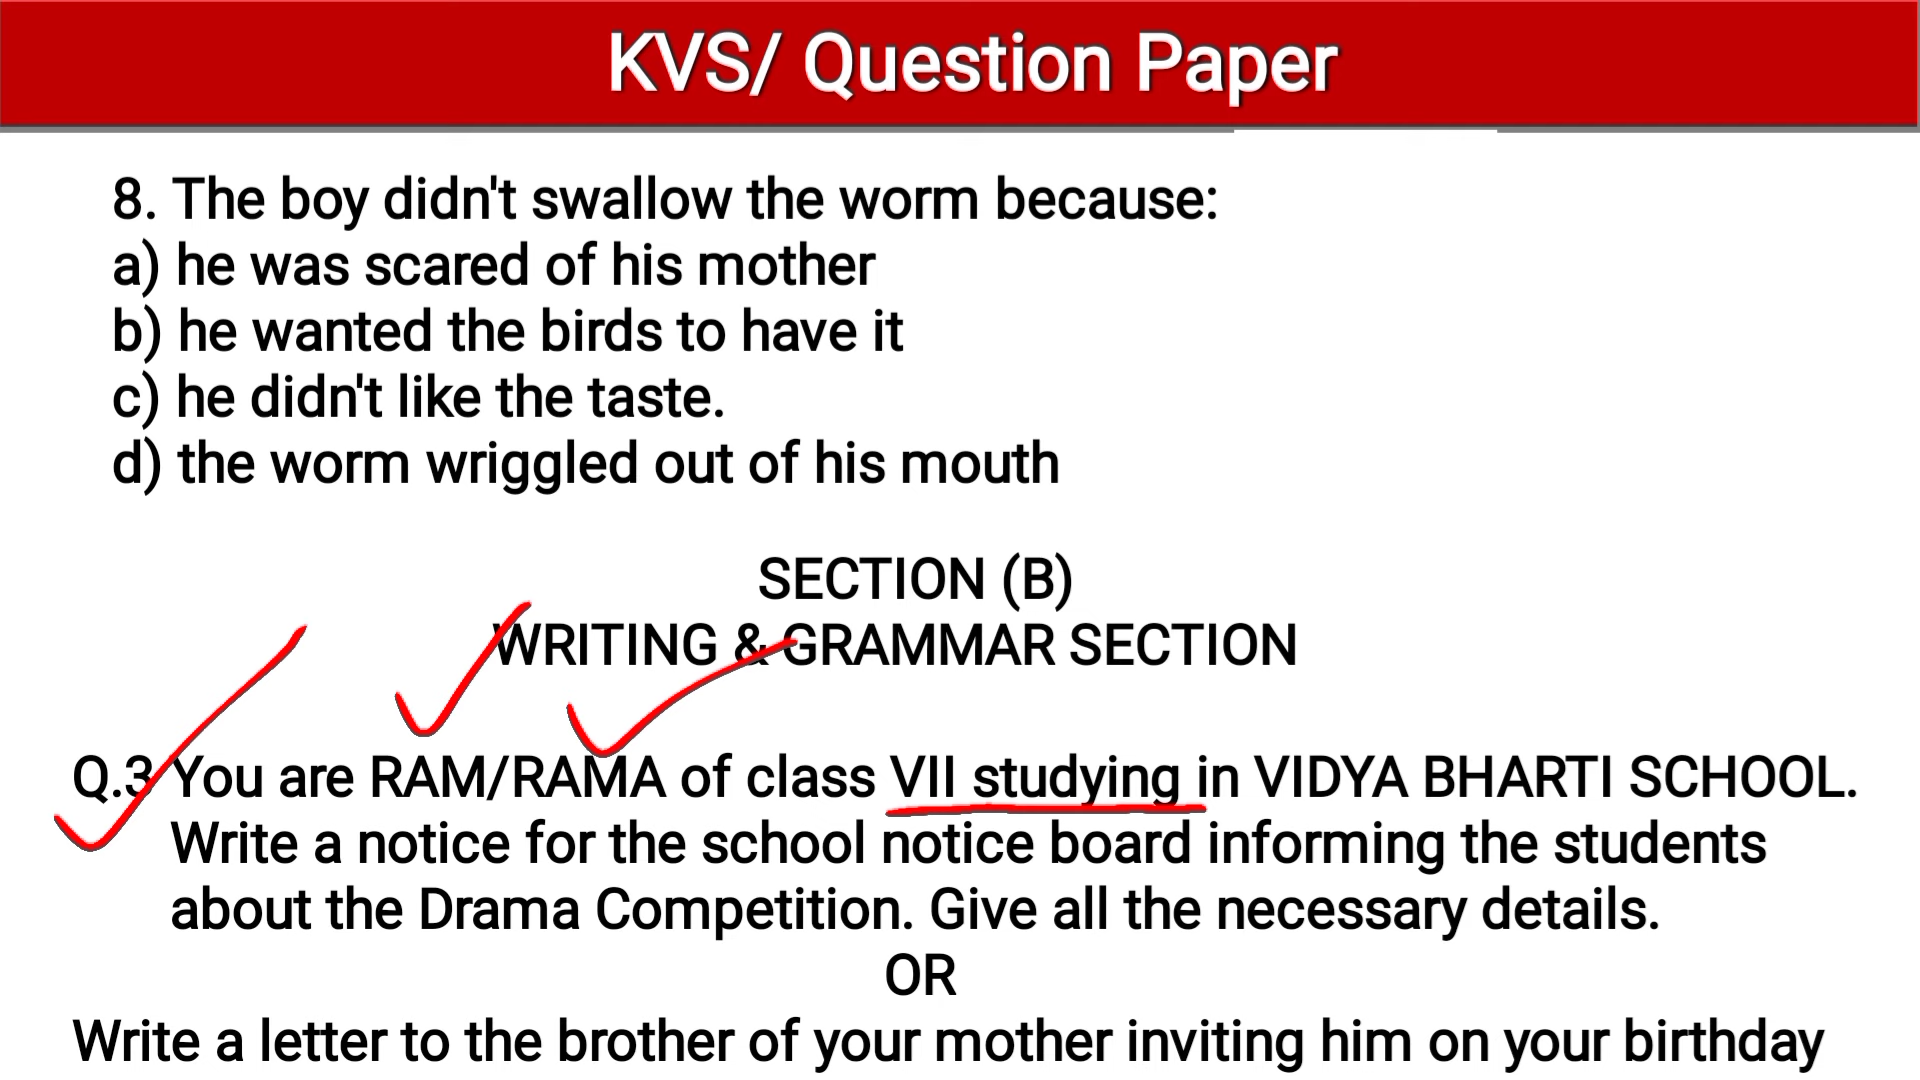 KVS/ Question Paper
8. The boy didn't swallow the worm because:
a) he was scared of his mother
b) he wanted the birds to have it
c) he didn't like the taste.
d) the worm wriggled out of his mouth
SECTION (B)
WRITING & GRAMMAR SECTION
Q.3 You are RAM/RAMA of class VII studying in VIDYA BHARTI SCHOOL.
Write a notice for the school notice board informing the students
about the Drama Competition. Give all the necessary details.
OR
Write a letter to the brother of your mother inviting him on your birthday